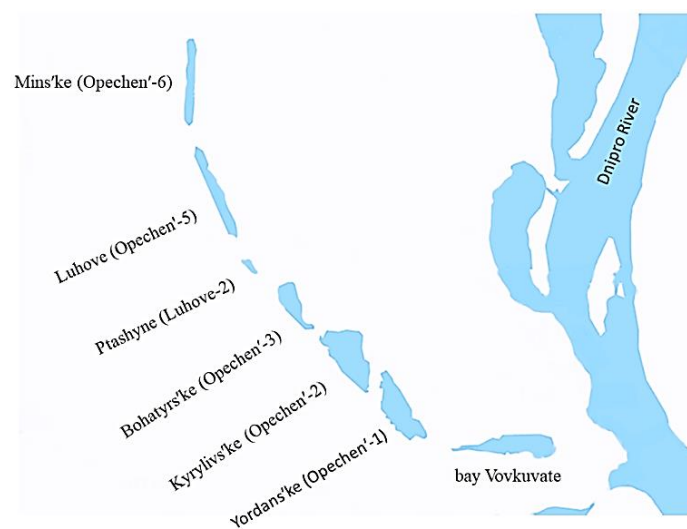 Mins'ke (Opechen'-6)
Dnipro River
Luhove (Opechen'-5)
Ptashyne (Luhove-2)
Bohatyrs'ke (Opechen'-3)
Kyrylivs'ke (Opechen'-2)
Yordans'ke (Opechen'-1)
bay Vovkuvate